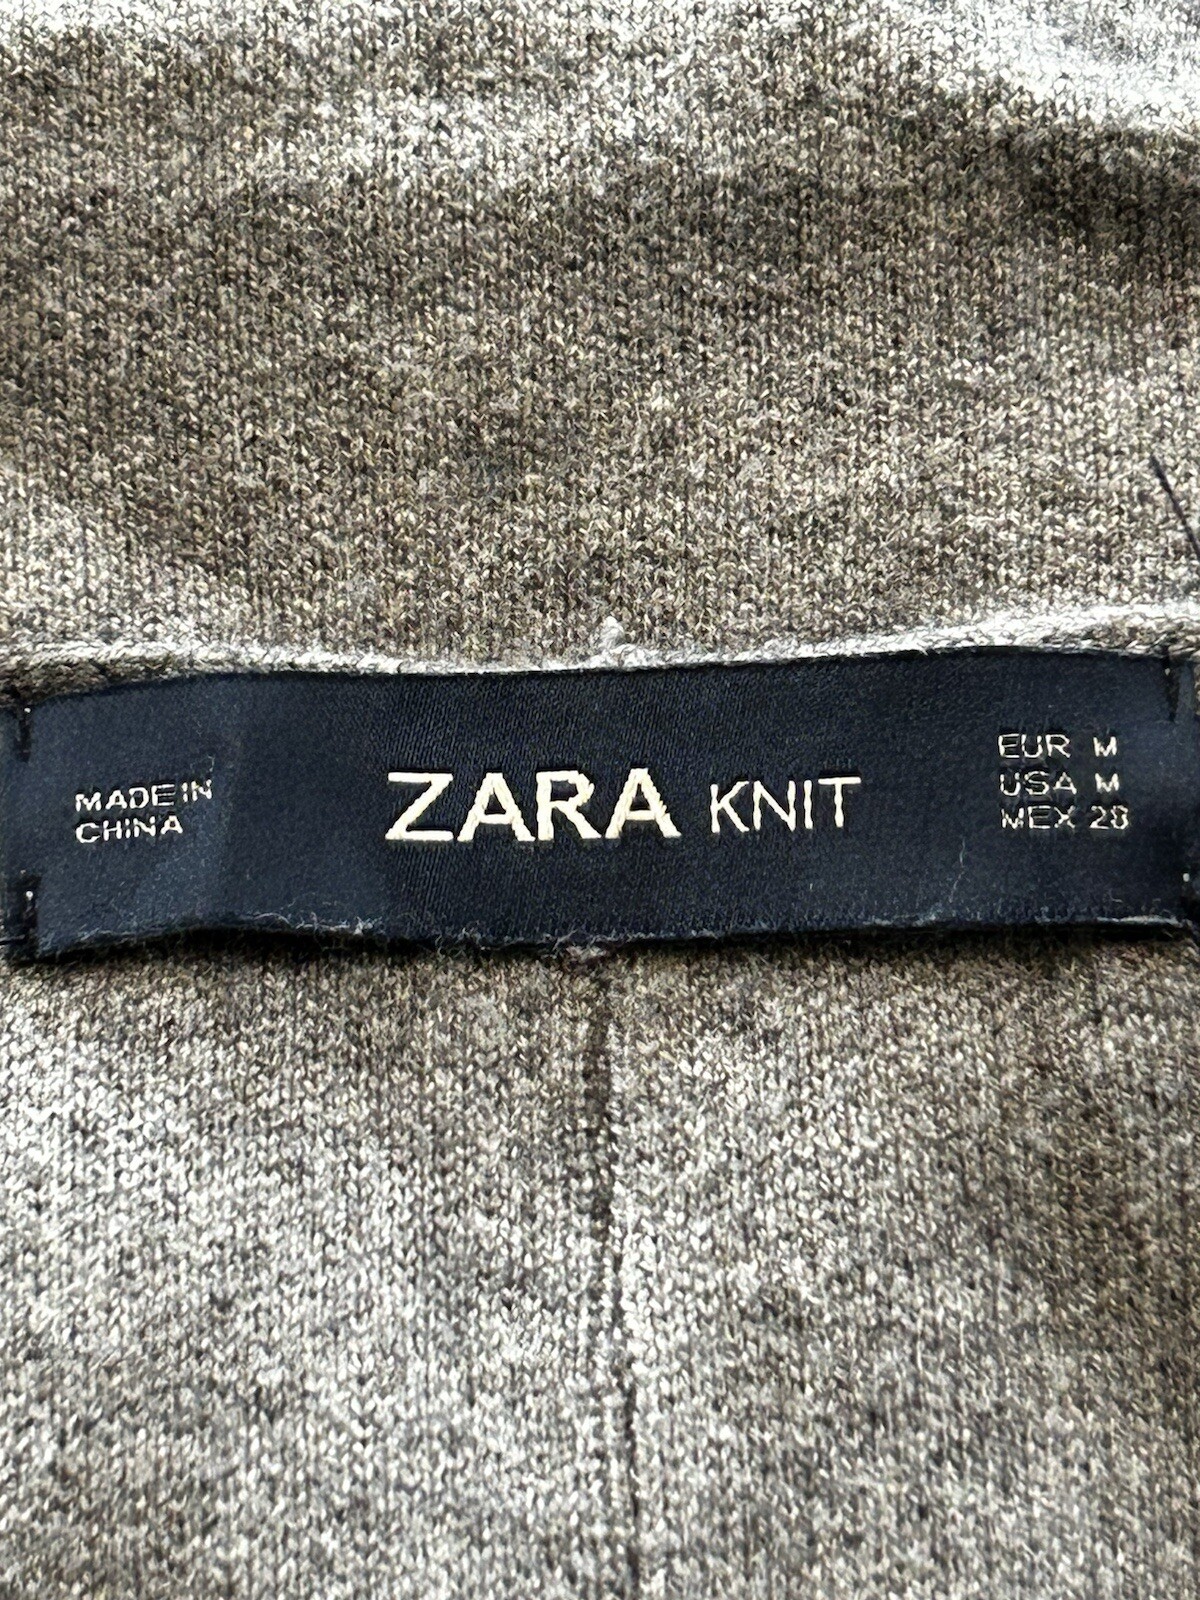 MADE IN
CHINA
ZARA KNIT
EUR M
USA M
MEX 28